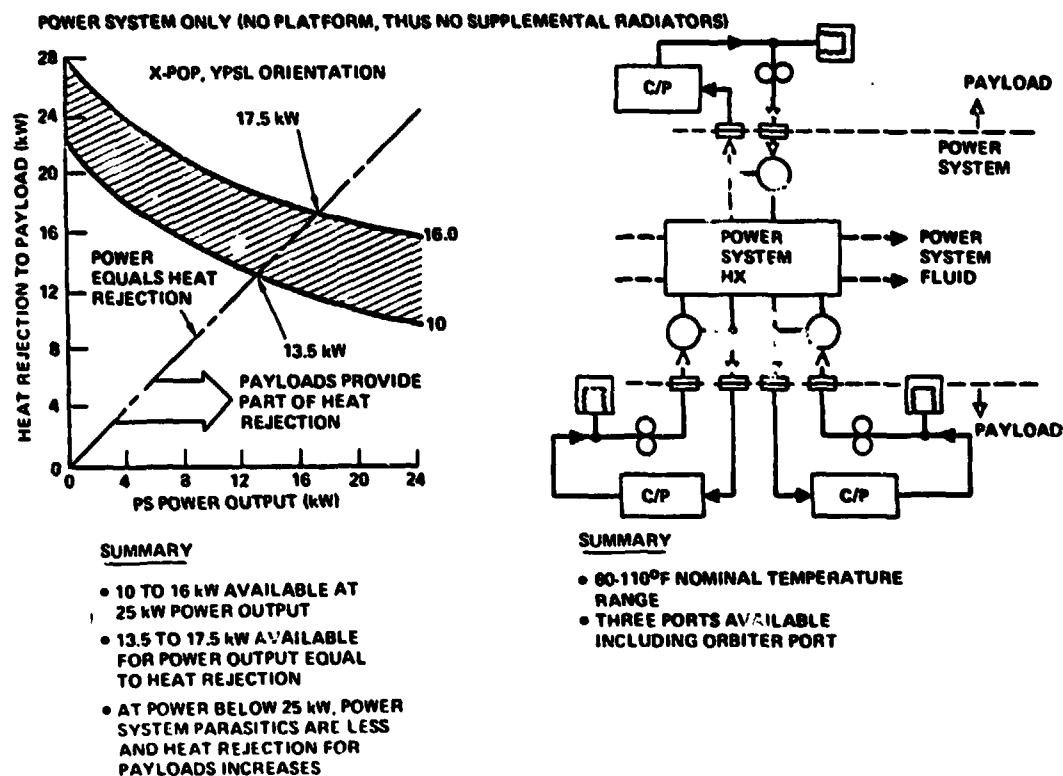 POWER SYSTEM ONLY (NO PLATFORM, THUS NO SUPPLEMENTAL RADIATORS)
X-POP, YPSL ORIENTATION
HEAT REJECTION TO PAYLOAD (kW)
28
24
20
16
12
8
4
0
17.5 kW
16.0
POWER
EQUALS HEAT
REJECTION
10
13.5 kW
PAYLOADS PROVIDE
PART OF HEAT
REJECTION
0
4
8
12
16
20
24
PS POWER OUTPUT (kW)
SUMMARY
• 10 TO 16 kW AVAILABLE AT
25 kW POWER OUTPUT
• 13.5 TO 17.5 kW AVAILABLE
FOR POWER OUTPUT EQUAL
TO HEAT REJECTION
• AT POWER BELOW 25 kW, POWER
SYSTEM PARASITICS ARE LESS
AND HEAT REJECTION FOR
PAYLOADS INCREASES
C/P
PAYLOAD
POWER
SYSTEM
POWER
SYSTEM
HX
POWER
SYSTEM
FLUID
PAYLOAD
C/P
C/P
SUMMARY
• 60-110°F NOMINAL TEMPERATURE
RANGE
• THREE PORTS AVAILABLE
INCLUDING ORBITER PORT